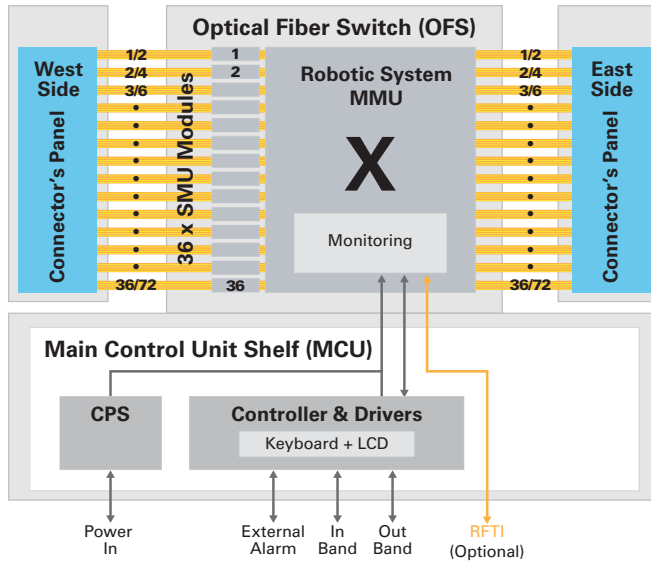 Optical Fiber Switch (OFS)
West
Side
Connector's Panel
1/2
2/4
3/6
•
•
•
•
•
•
•
•
•
•
36/72
36 x SMU Modules
1
2
36
Robotic System
MMU
X
Monitoring
1/2
2/4
3/6
•
•
•
•
•
•
•
•
•
•
36/72
East
Side
Connector's Panel
Main Control Unit Shelf (MCU)
CPS
Controller & Drivers
Keyboard + LCD
Power
In
External
Alarm
In
Band
Out
Band
RFTI
(Optional)